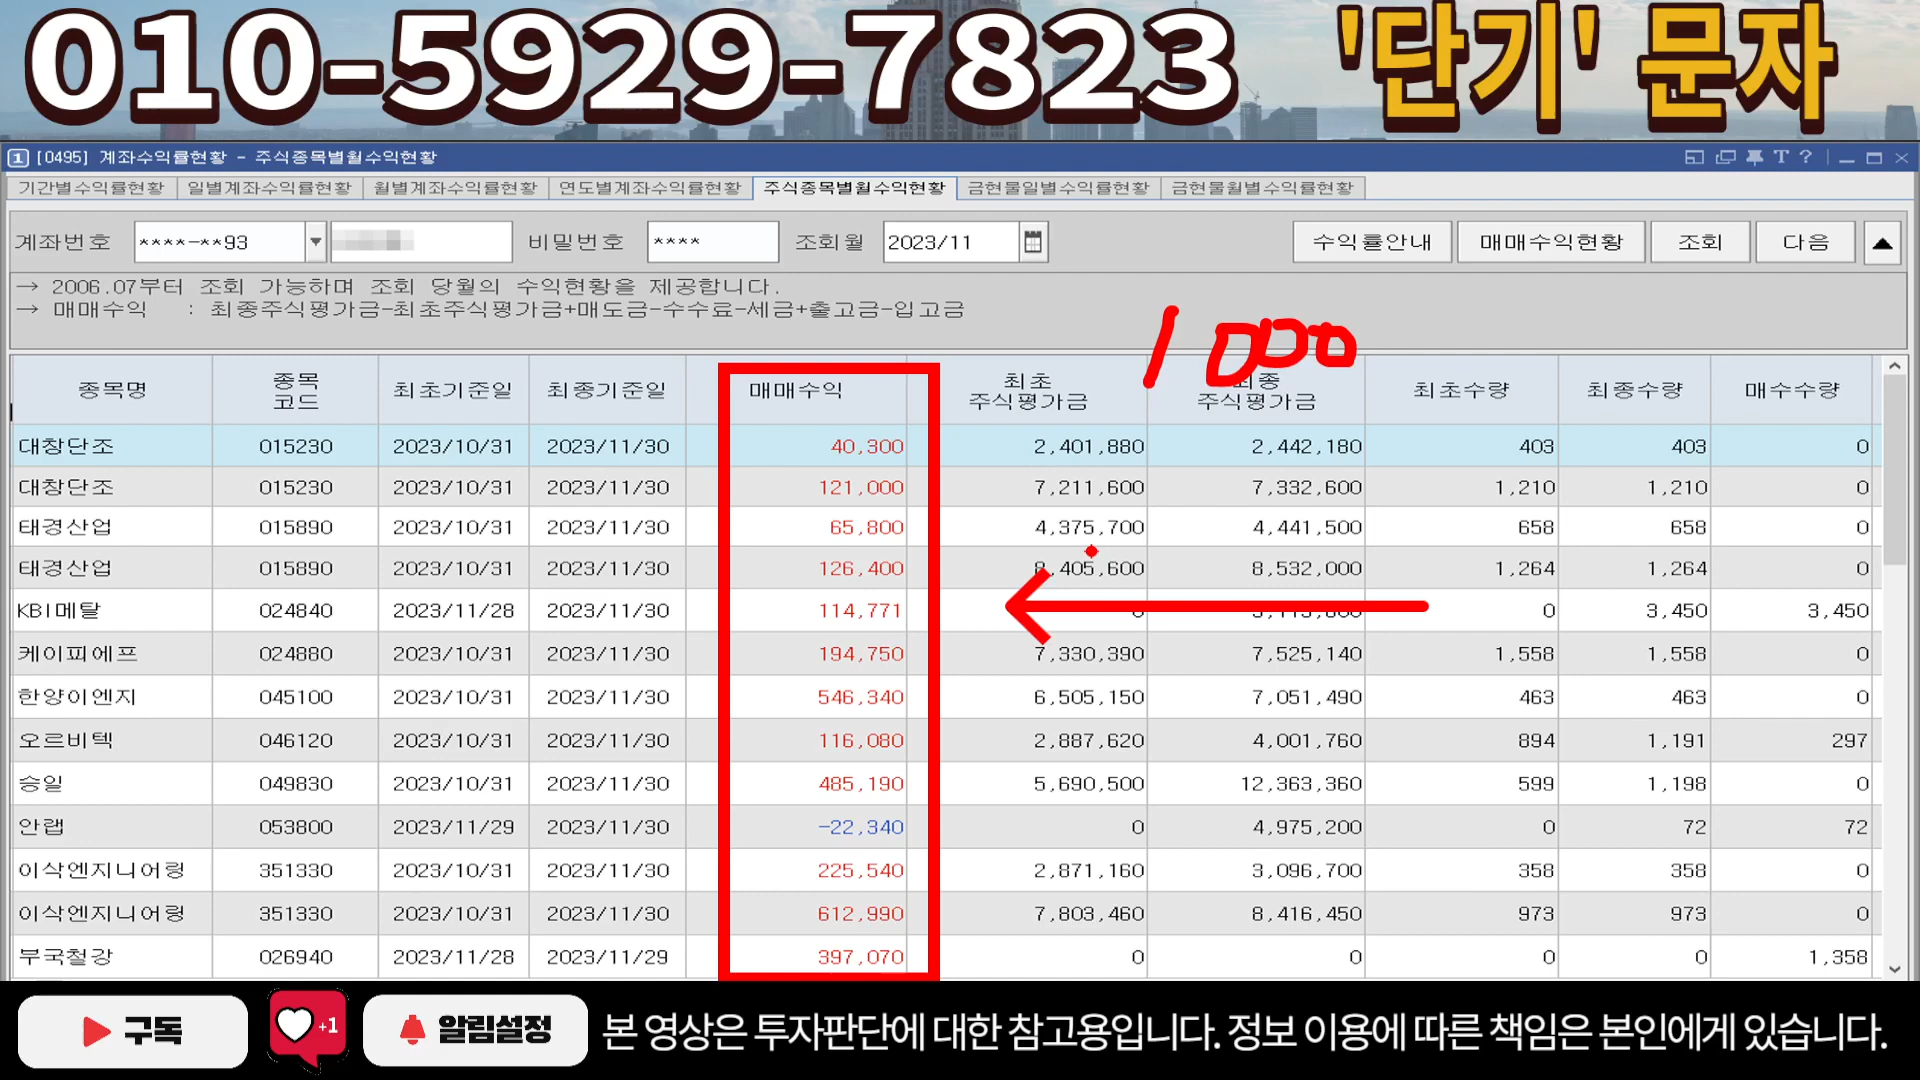 010-5929-7823 '단기' 문자
1 [0495] 계좌수익률현황 - 주식종목별월수익현황
기간별수익률현황 일별계좌수익률현황 월별계좌수익률현황 연도별계좌수익률현황 주식종목별월수익현황 금현물일별수익률현황 금현물월별수익률현황
계좌번호 ****-**93 비밀번호 **** 조회월 2023/11 수익률안내 매매수익현황 조회 다음
→ 2006.07부터 조회 가능하며 조회 당월의 수익현황을 제공합니다.
→ 매매수익 : 최종주식평가금-최초주식평가금+매도금-수수료-세금+출고금-입고금
1000
종목명 종목코드 최초기준일 최종기준일 매매수익 최초주식평가금 최종주식평가금 최초수량 최종수량 매수수량
대창단조 015230 2023/10/31 2023/11/30 40,300 2,401,880 2,442,180 403 403 0
대창단조 015230 2023/10/31 2023/11/30 121,000 7,211,600 7,332,600 1,210 1,210 0
태경산업 015890 2023/10/31 2023/11/30 65,800 4,375,700 4,441,500 658 658 0
태경산업 015890 2023/10/31 2023/11/30 126,400 8,405,600 8,532,000 1,264 1,264 0
KBI메탈 024840 2023/11/28 2023/11/30 114,771 0 0 3,450 3,450
케이피에프 024880 2023/10/31 2023/11/30 194,750 7,330,390 7,525,140 1,558 1,558 0
한양이엔지 045100 2023/10/31 2023/11/30 546,340 6,505,150 7,051,490 463 463 0
오르비텍 046120 2023/10/31 2023/11/30 116,080 2,887,620 4,001,760 894 1,191 297
승일 049830 2023/10/31 2023/11/30 485,190 5,690,500 12,363,360 599 1,198 0
안랩 053800 2023/11/29 2023/11/30 -22,340 0 4,975,200 0 72 72
이삭엔지니어링 351330 2023/10/31 2023/11/30 225,540 2,871,160 3,096,700 358 358 0
이삭엔지니어링 351330 2023/10/31 2023/11/30 612,990 7,803,460 8,416,450 973 973 0
부국철강 026940 2023/11/28 2023/11/29 397,070 0 0 0 0 1,358
구독 +1 알림설정 본 영상은 투자판단에 대한 참고용입니다. 정보 이용에 따른 책임은 본인에게 있습니다.